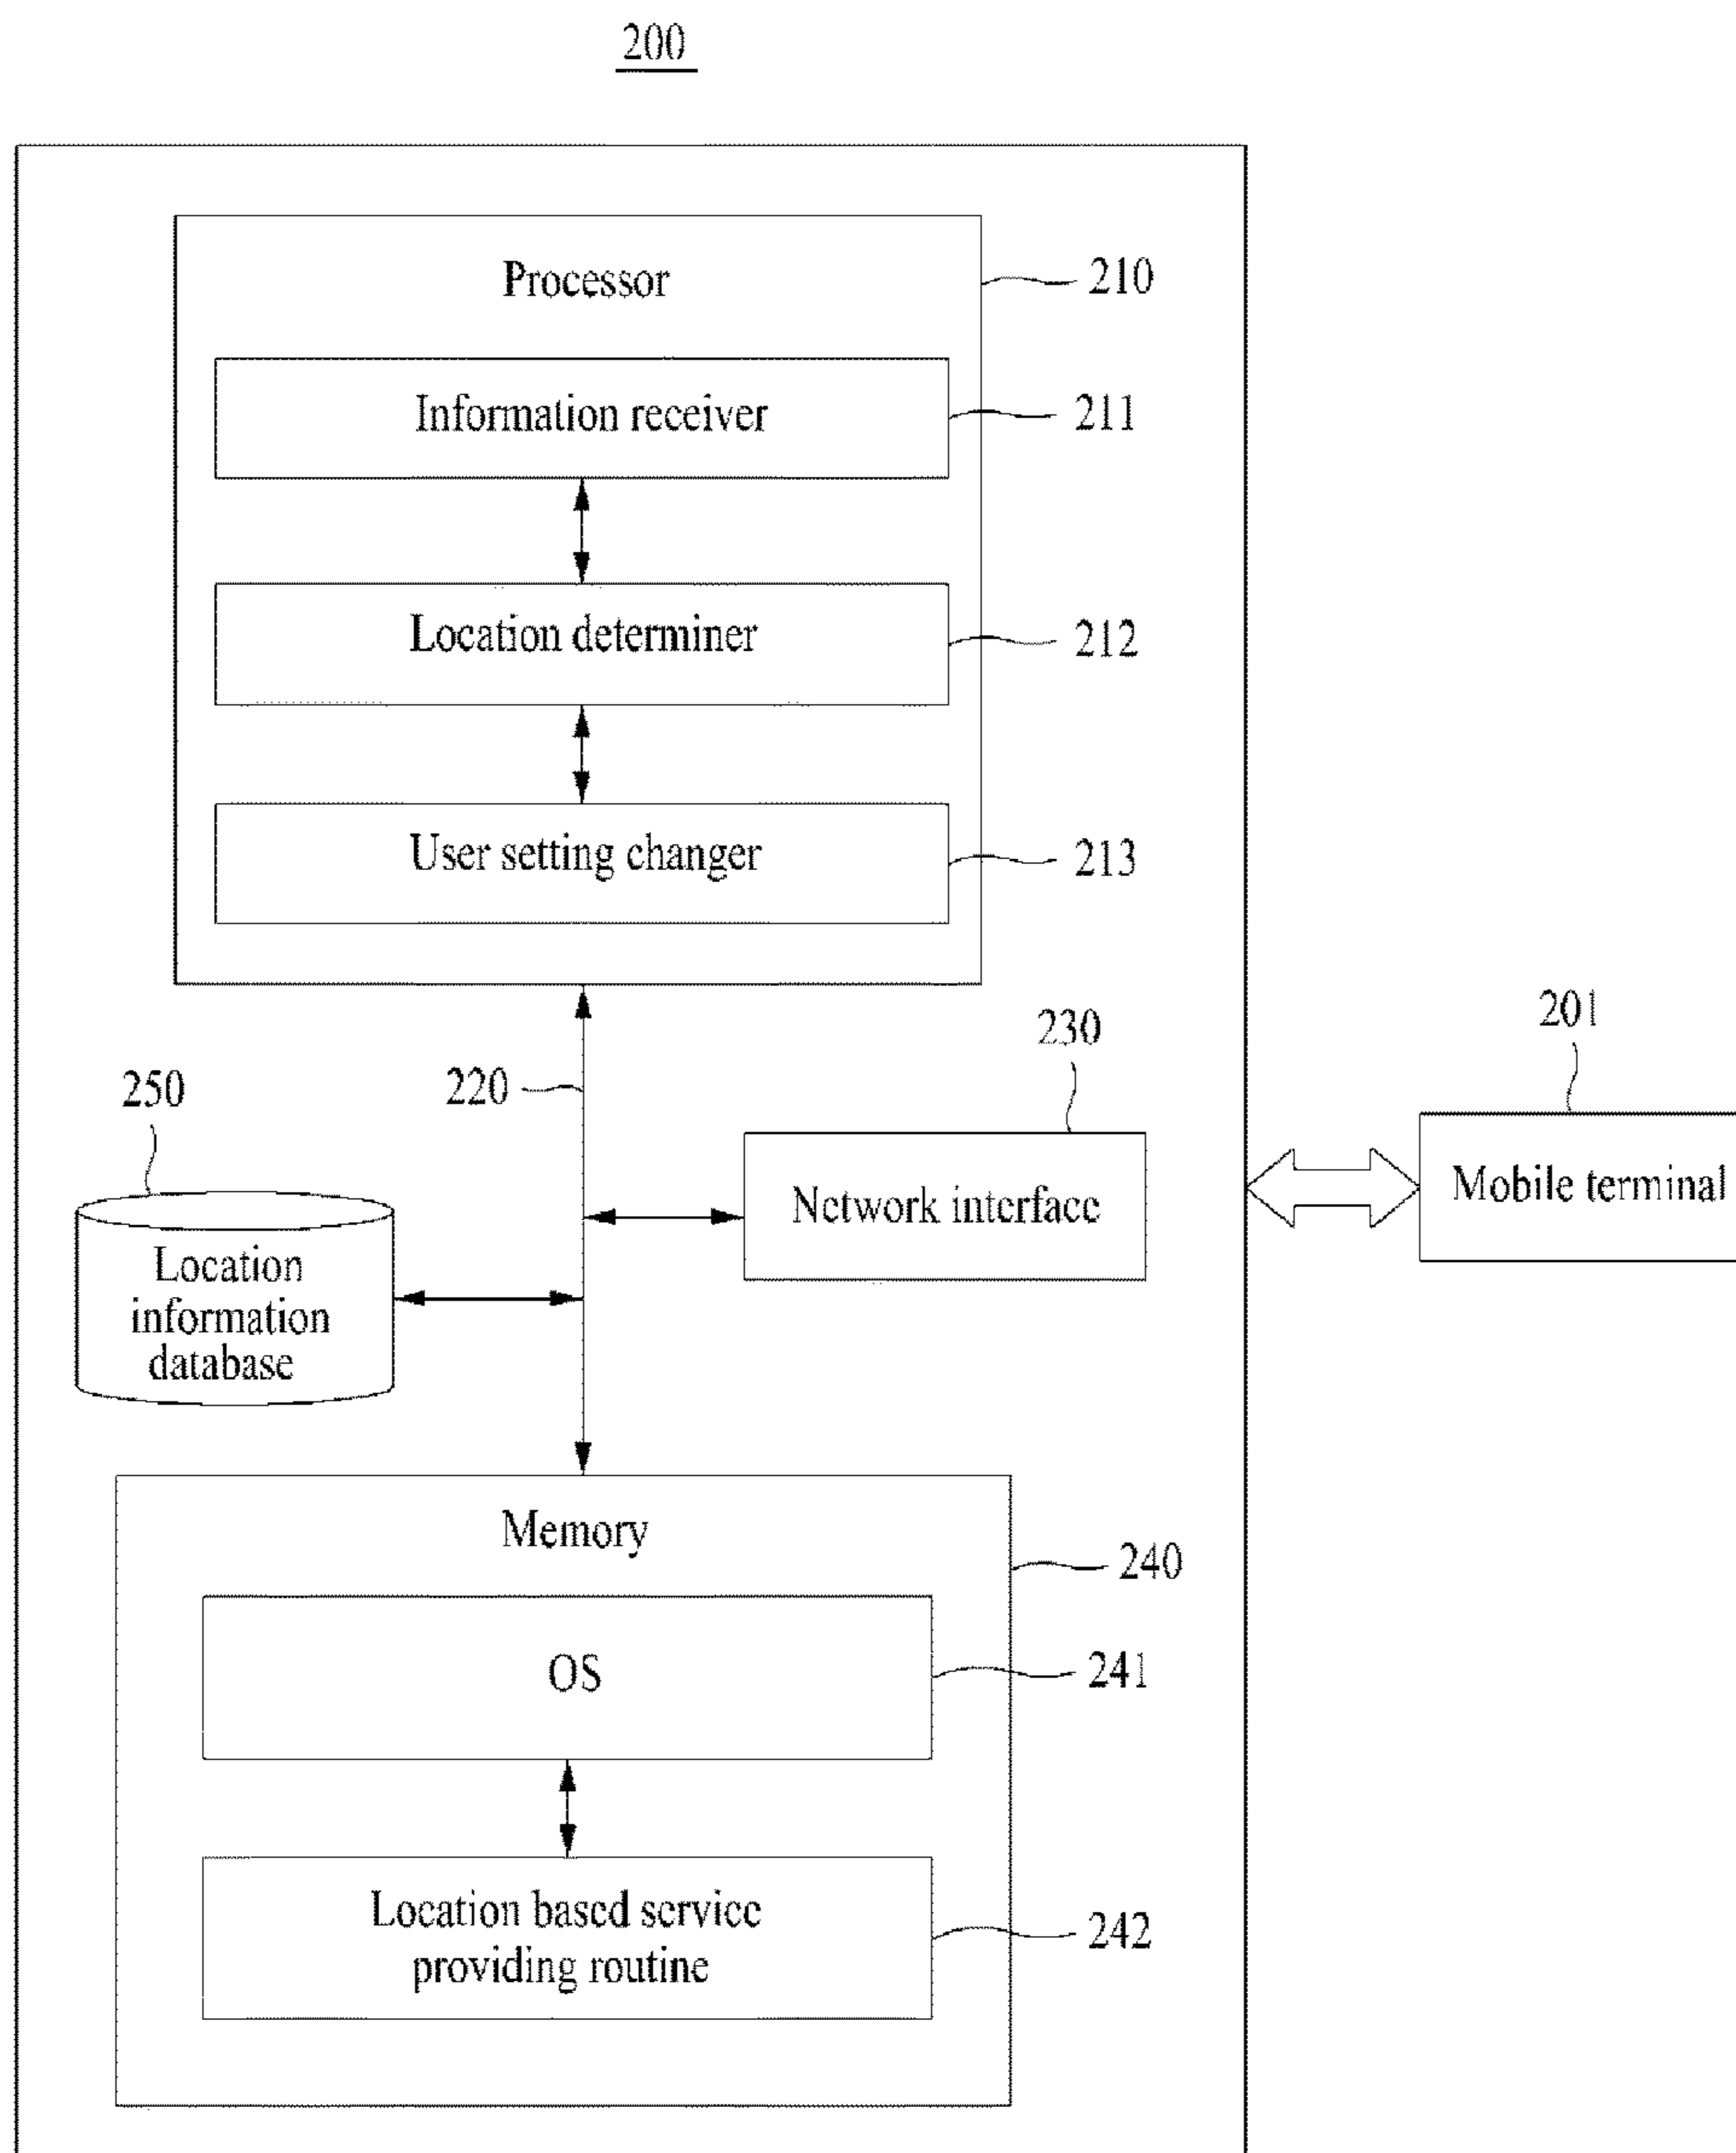 200
Processor
210
Information receiver
211
Location determiner
212
User setting changer
213
201
230
250
220
Mobile terminal
Network interface
Location
information
database
Memory
240
OS
241
Location based service
providing routine
242